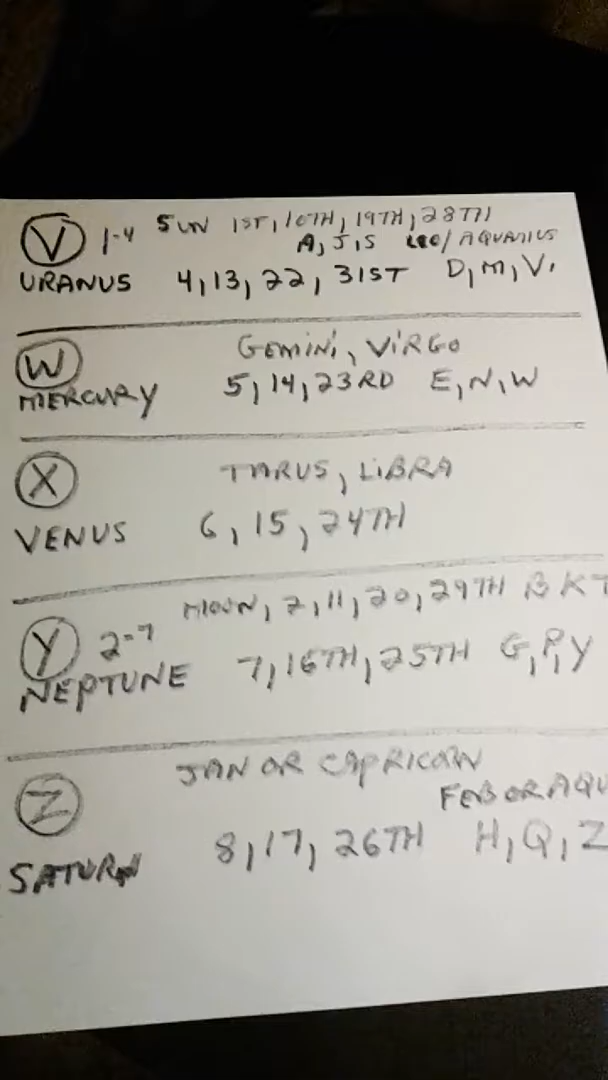 V 1-4 SUN 1ST, 10TH, 19TH, 28TH
A, J, S LEO/AQUARIUS
URANUS 4, 13, 22, 31ST D, M, V,
W GEMINI, VIRGO
MERCURY 5, 14, 23RD E, N, W
X TARUS, LIBRA
VENUS 6, 15, 24TH
MOON, 2, 11, 20, 29TH B K T
Y 2-7
NEPTUNE 7, 16TH, 25TH G, P, Y
JAN OR CAPRICORN
Z FEB OR AQU
SATURN 8, 17, 26TH H, Q, Z